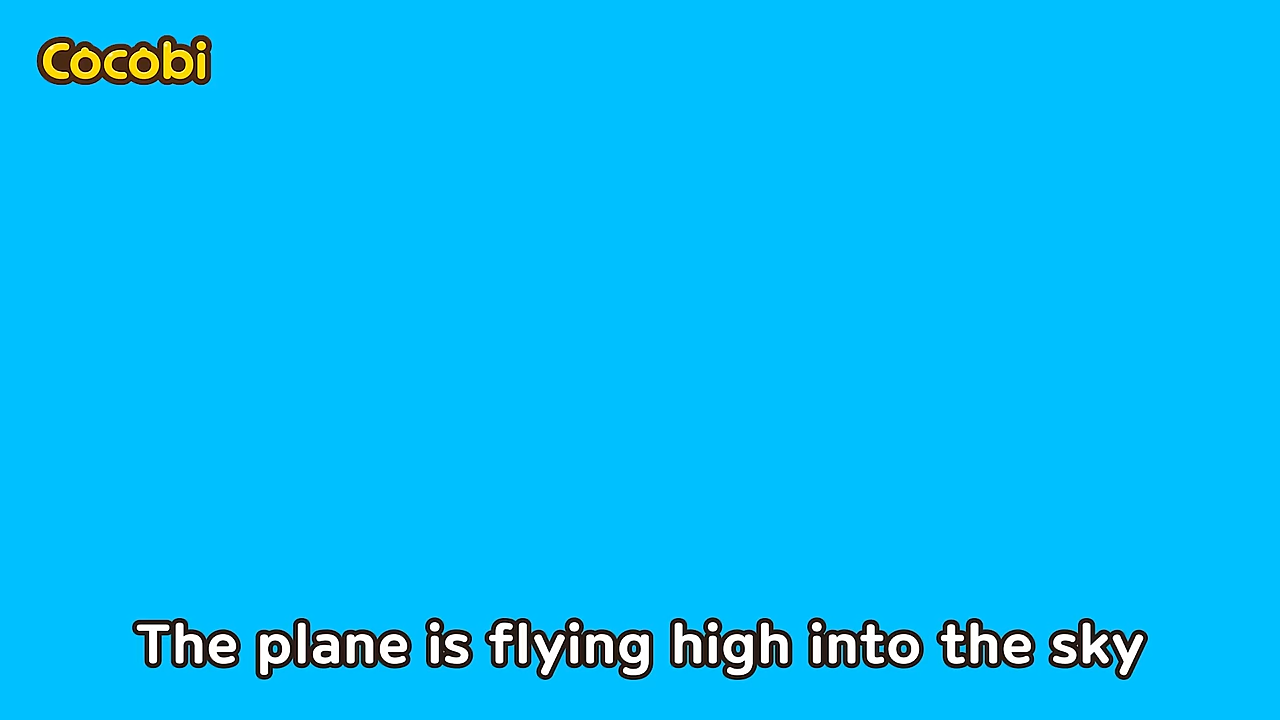 Cocobi
The plane is flying high into the sky